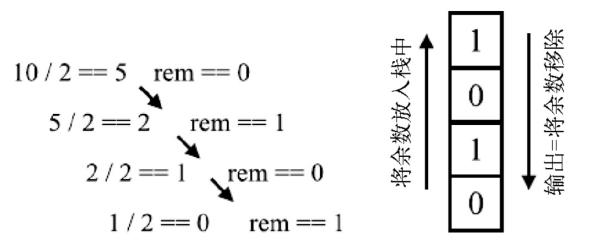 10 / 2 == 5 rem == 0
5 / 2 == 2 rem == 1
2 / 2 == 1 rem == 0
1 / 2 == 0 rem == 1
将余数放入栈中
1
0
1
0
输出=将余数移除